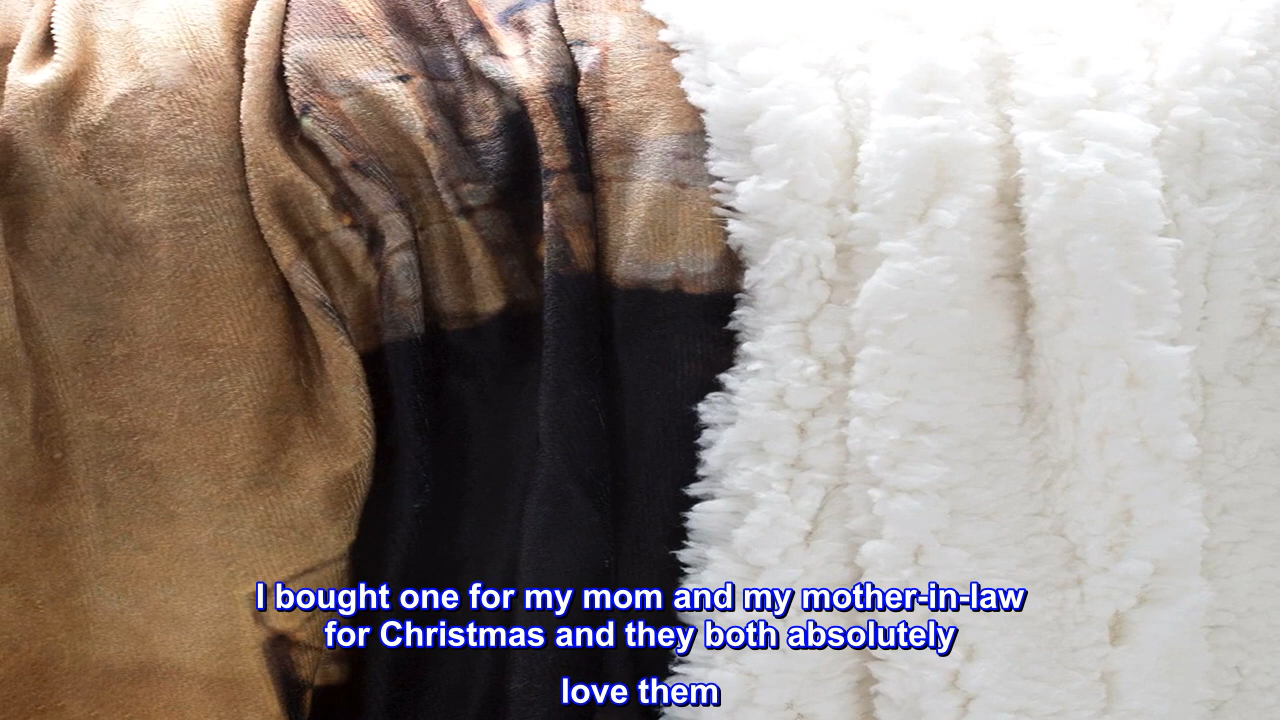 I bought one for my mom and my mother-in-law
for Christmas and they both absolutely
love them